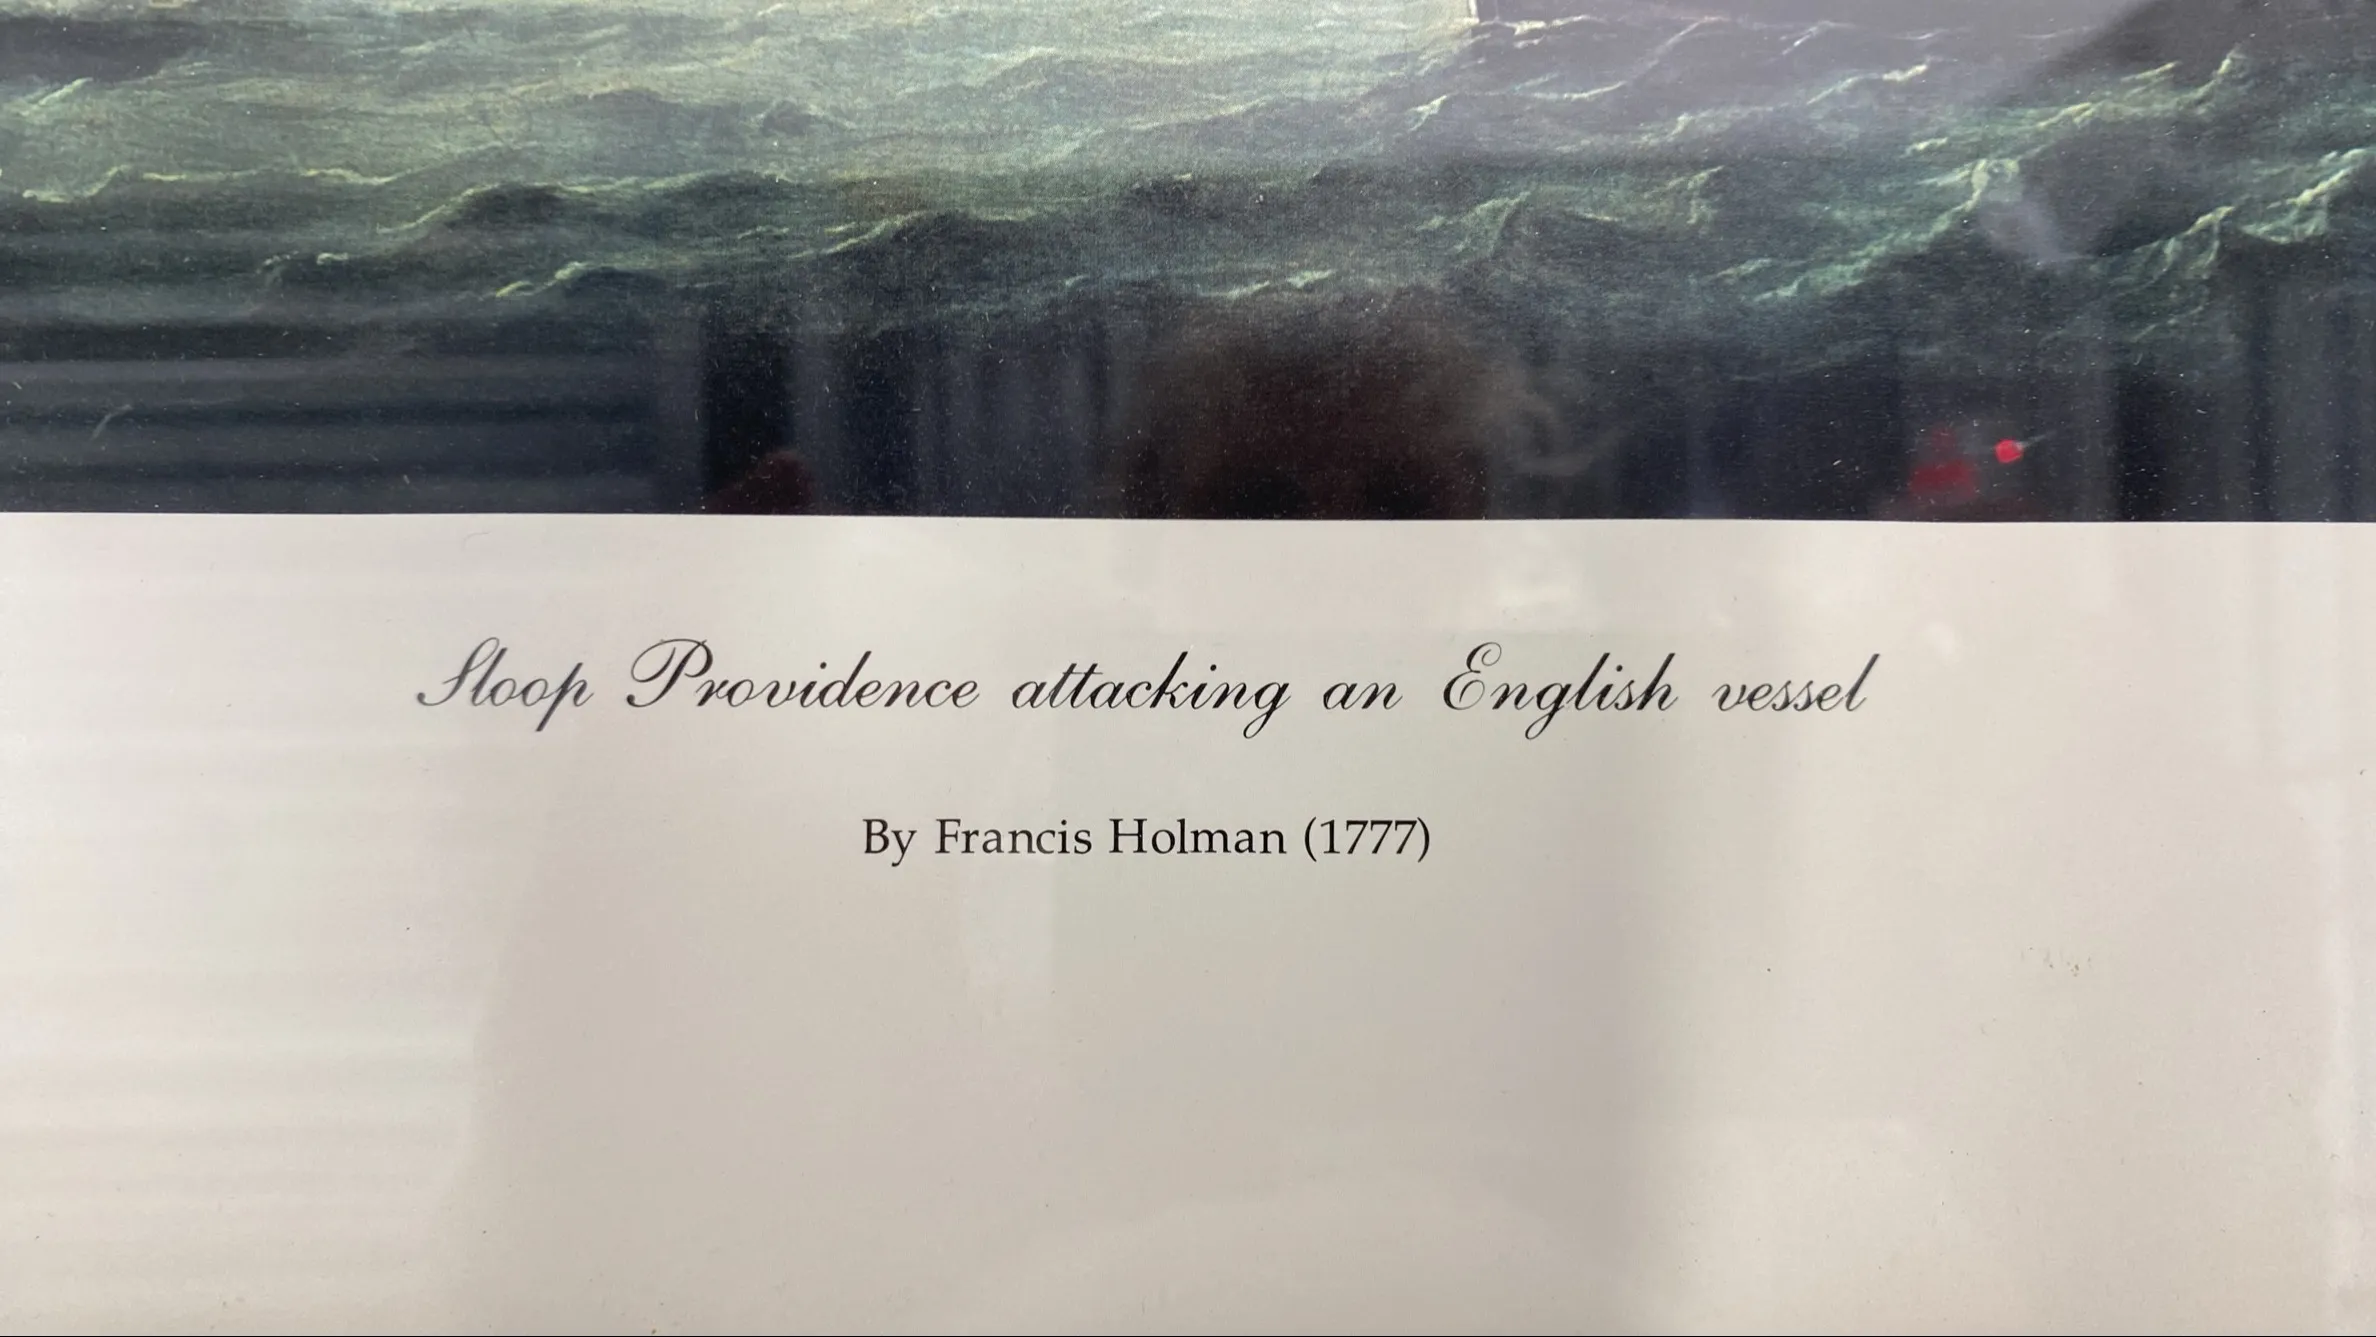 Sloop Providence attacking an English vessel
By Francis Holman (1777)